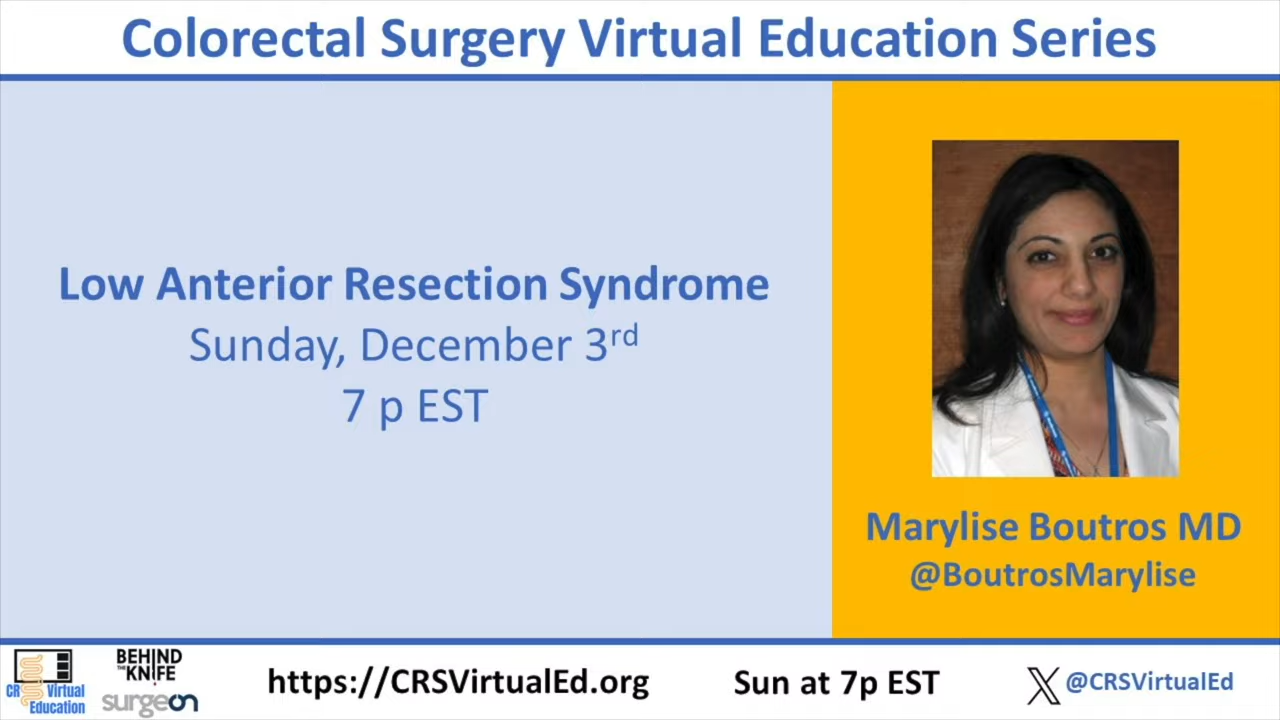 Colorectal Surgery Virtual Education Series
Low Anterior Resection Syndrome
Sunday, December 3rd
7 p EST
Marylise Boutros MD
@BoutrosMarylise
CR Virtual
Education
BEHIND
THE KNIFE
surgeon
https://CRSVirtualEd.org
Sun at 7p EST
@CRSVirtualEd